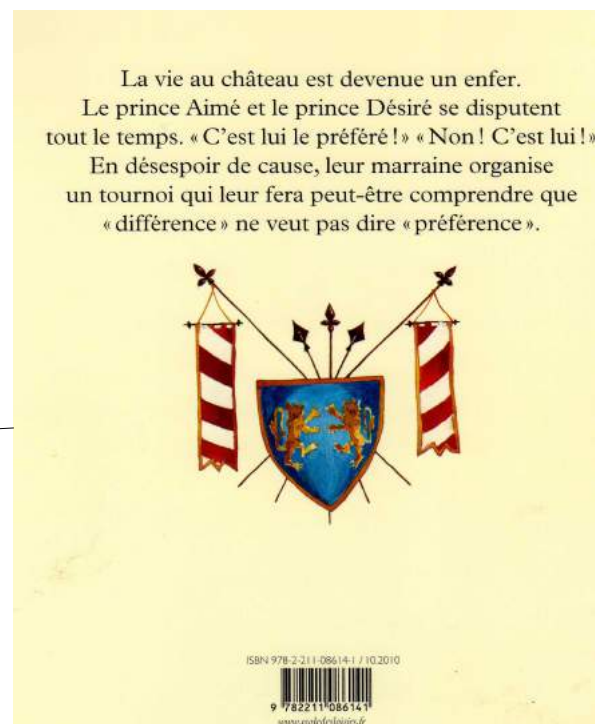 La vie au château est devenue un enfer.
Le prince Aimé et le prince Désiré se disputent
tout le temps. « C’est lui le préféré !» « Non ! C’est lui !»
En désespoir de cause, leur marraine organise
un tournoi qui leur fera peut-être comprendre que
« différence » ne veut pas dire « préférence ».
ISBN 978-2-211-08614-1 / 10.2010
9 782211 086141
www.ecoledesloisirs.fr